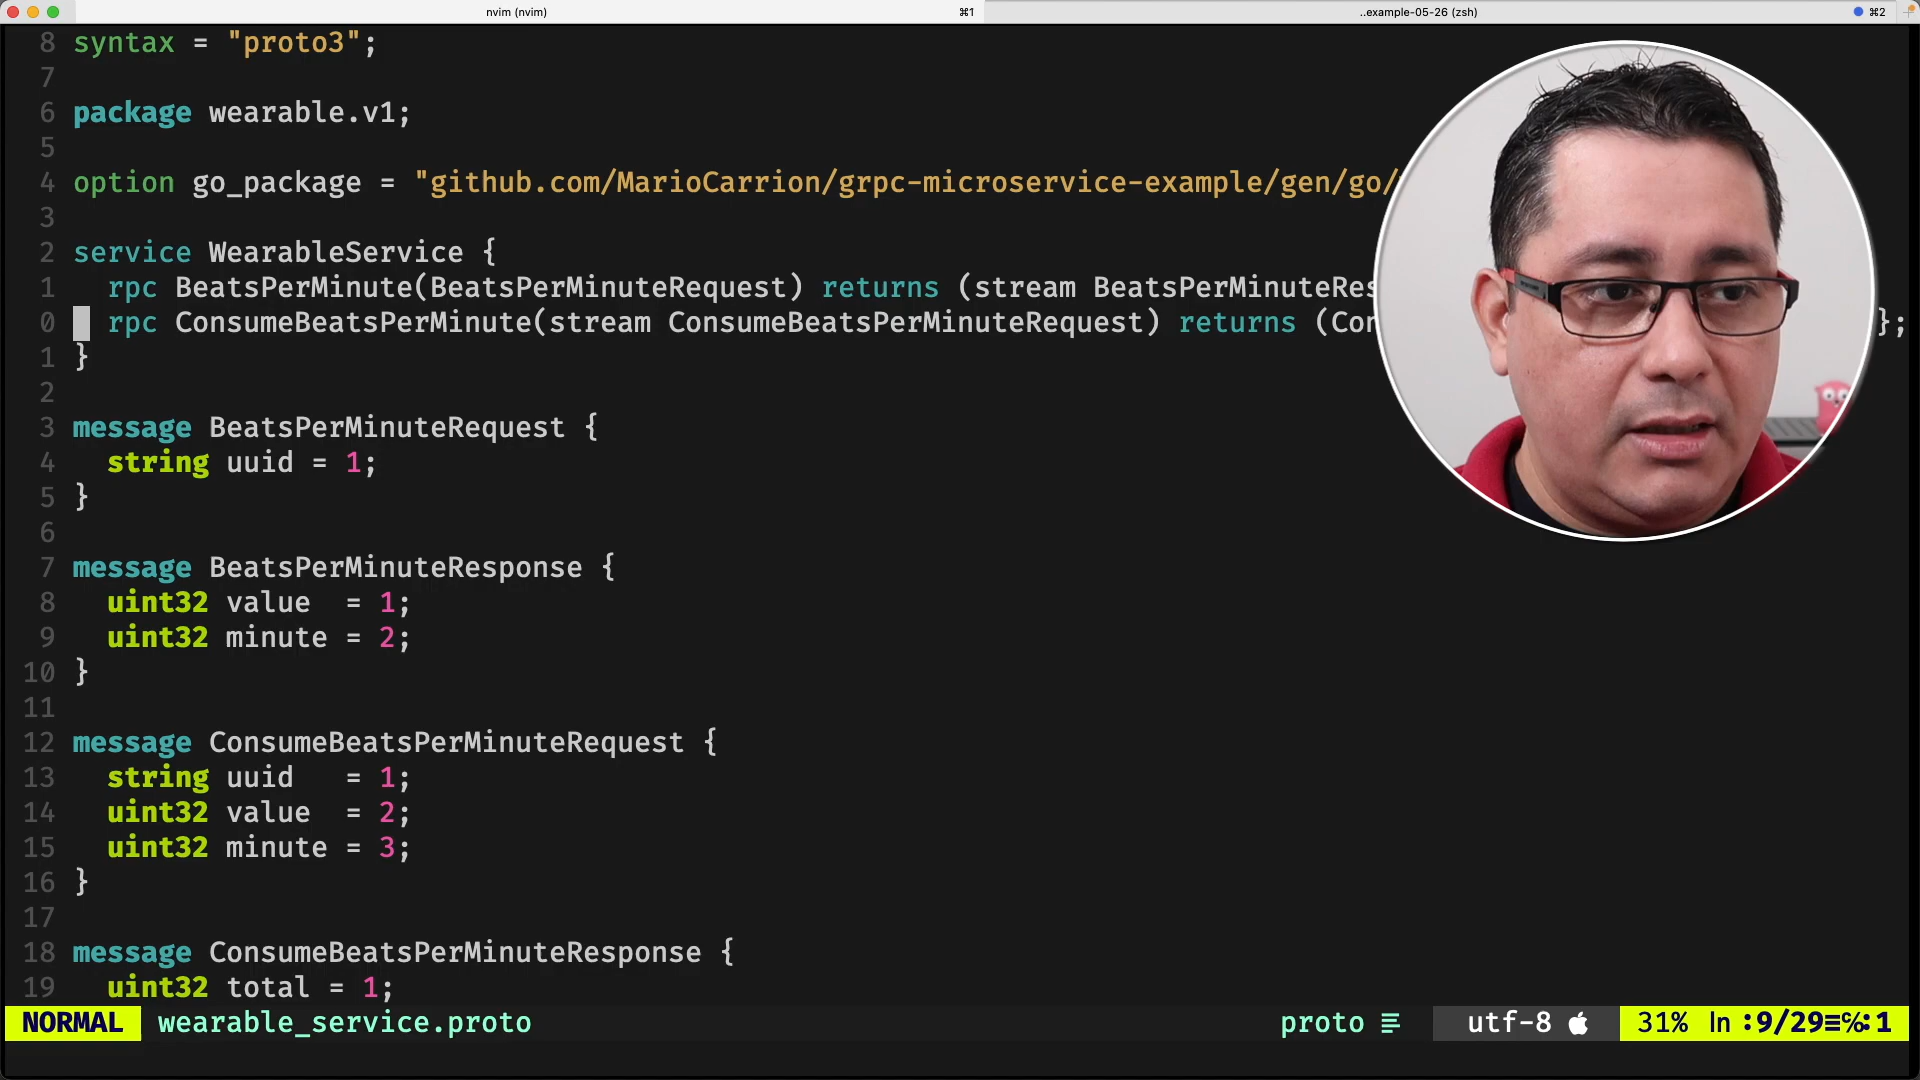 nvim (nvim) ⌘1 ..example-05-26 (zsh) ⌘2
8 syntax = "proto3";
7
6 package wearable.v1;
5
4 option go_package = "github.com/MarioCarrion/grpc-microservice-example/gen/go/
3
2 service WearableService {
1 rpc BeatsPerMinute(BeatsPerMinuteRequest) returns (stream BeatsPerMinuteRes
0 rpc ConsumeBeatsPerMinute(stream ConsumeBeatsPerMinuteRequest) returns (Con };
1 }
2
3 message BeatsPerMinuteRequest {
4 string uuid = 1;
5 }
6
7 message BeatsPerMinuteResponse {
8 uint32 value = 1;
9 uint32 minute = 2;
10 }
11
12 message ConsumeBeatsPerMinuteRequest {
13 string uuid = 1;
14 uint32 value = 2;
15 uint32 minute = 3;
16 }
17
18 message ConsumeBeatsPerMinuteResponse {
19 uint32 total = 1;
NORMAL wearable_service.proto proto utf-8 31% ln :9/29≡℅:1